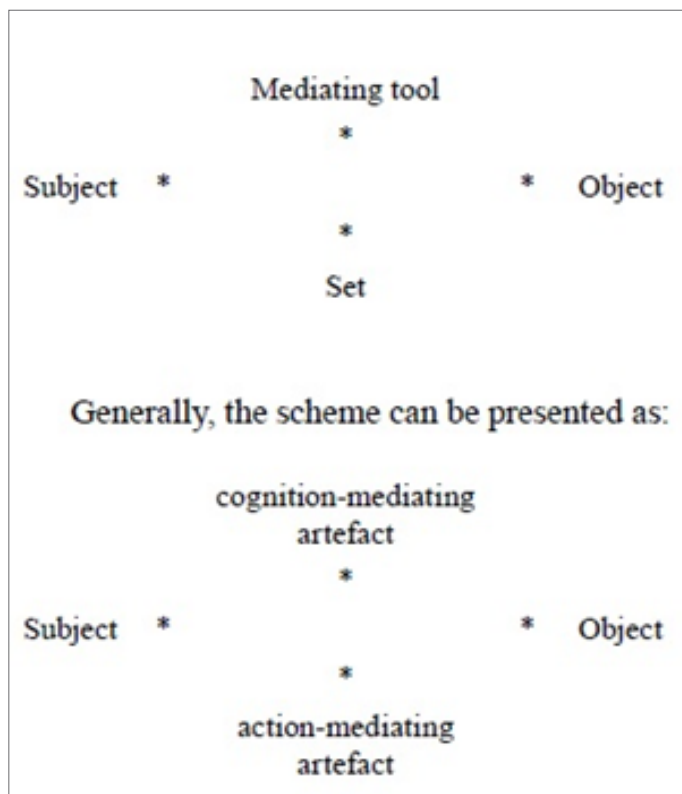 Mediating tool
*
Subject * * Object
*
Set
Generally, the scheme can be presented as:
cognition-mediating
artefact
*
Subject * * Object
*
action-mediating
artefact